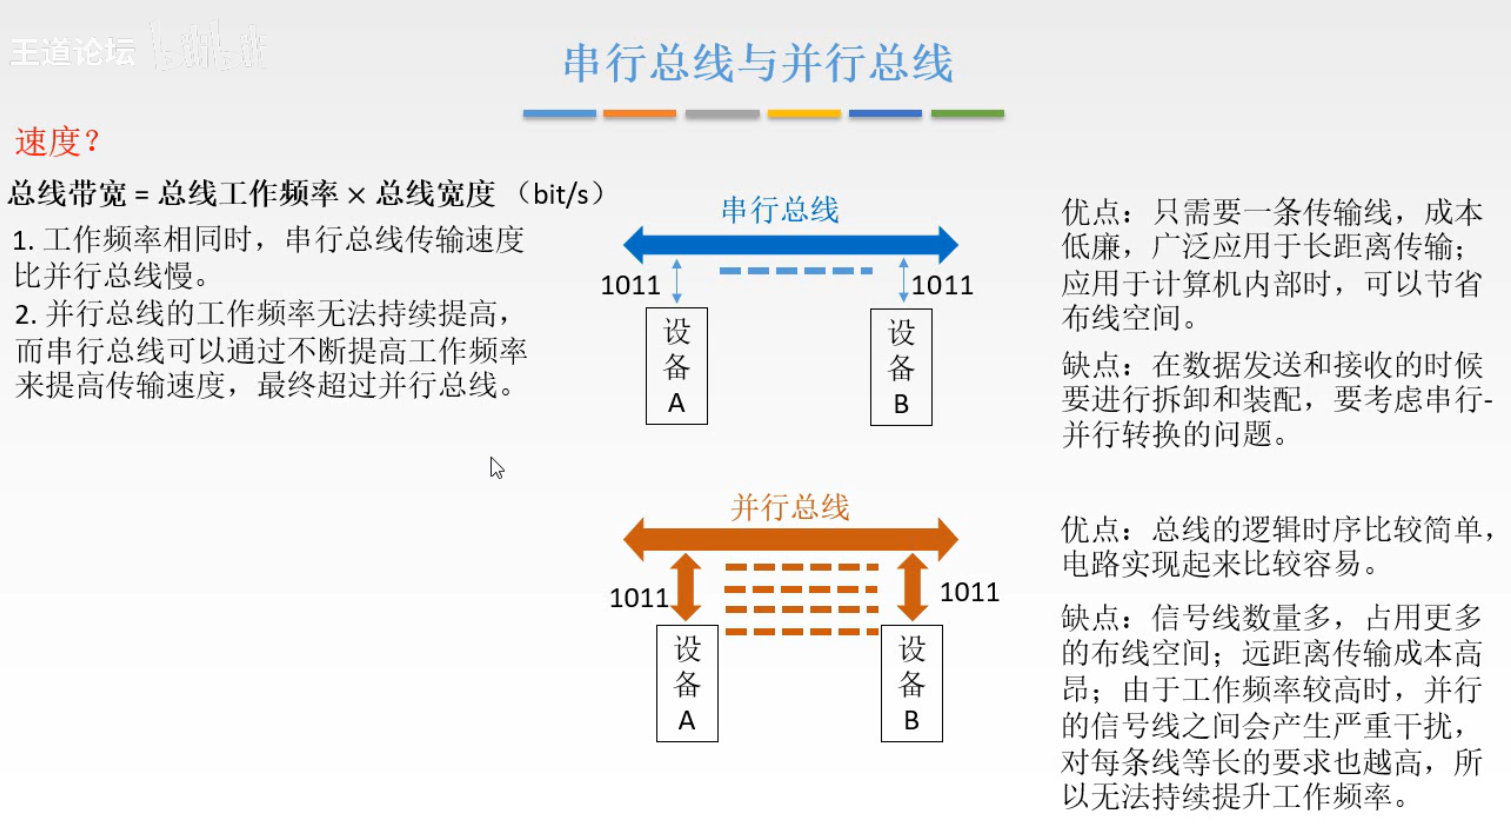 王道论坛 bilibili
串行总线与并行总线
速度？
总线带宽 = 总线工作频率 × 总线宽度 （bit/s）
1. 工作频率相同时，串行总线传输速度
比并行总线慢。
2. 并行总线的工作频率无法持续提高，
而串行总线可以通过不断提高工作频率
来提高传输速度，最终超过并行总线。
串行总线
1011
1011
设
备
A
设
备
B
优点：只需要一条传输线，成本
低廉，广泛应用于长距离传输；
应用于计算机内部时，可以节省
布线空间。
缺点：在数据发送和接收的时候
要进行拆卸和装配，要考虑串行-
并行转换的问题。
并行总线
1011
1011
设
备
A
设
备
B
优点：总线的逻辑时序比较简单，
电路实现起来比较容易。
缺点：信号线数量多，占用更多
的布线空间；远距离传输成本高
昂；由于工作频率较高时，并行
的信号线之间会产生严重干扰，
对每条线等长的要求也越高，所
以无法持续提升工作频率。